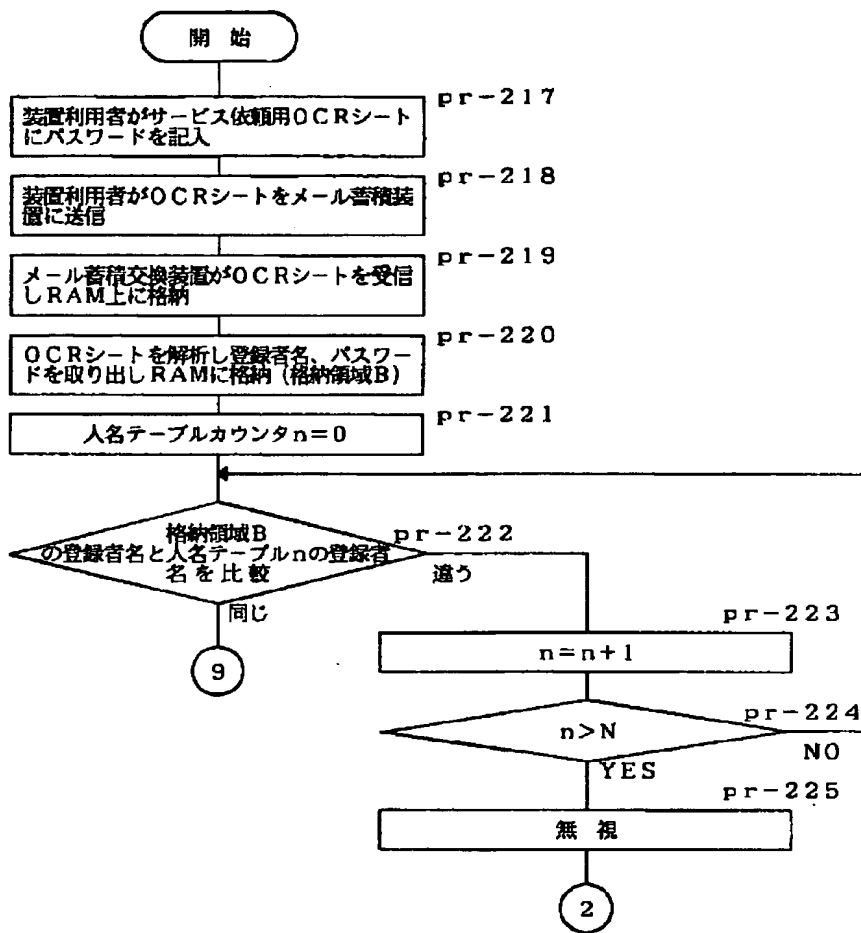 開 始
pr-217
装置利用者がサービス依頼用OCRシート
にパスワードを記入
pr-218
装置利用者がOCRシートをメール蓄積装
置に送信
pr-219
メール蓄積交換装置がOCRシートを受信
しRAM上に格納
pr-220
OCRシートを解析し登録者名、パスワー
ドを取り出しRAMに格納(格納領域B)
pr-221
人名テーブルカウンタn=0
pr-222
格納領域B
の登録者名と人名テーブルnの登録者
名を比較
違う
同じ
9
pr-223
n=n+1
pr-224
n>N
NO
YES
pr-225
無 視
2